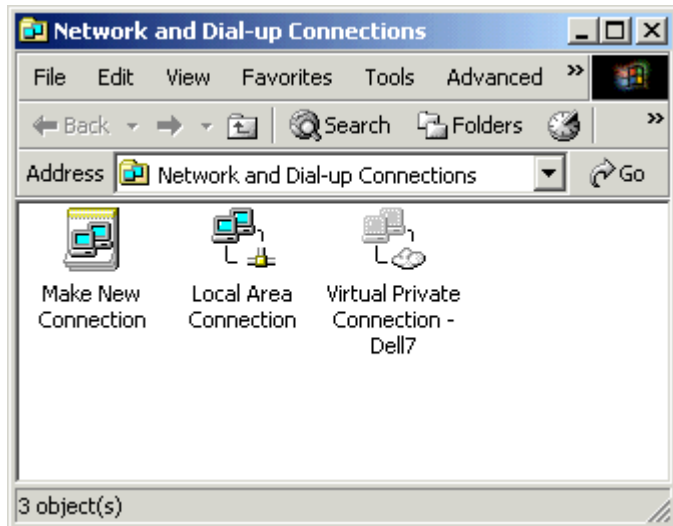 Network and Dial-up Connections
File Edit View Favorites Tools Advanced »
Back Search Folders »
Address Network and Dial-up Connections Go
Make New Connection
Local Area Connection
Virtual Private Connection - Dell7
3 object(s)